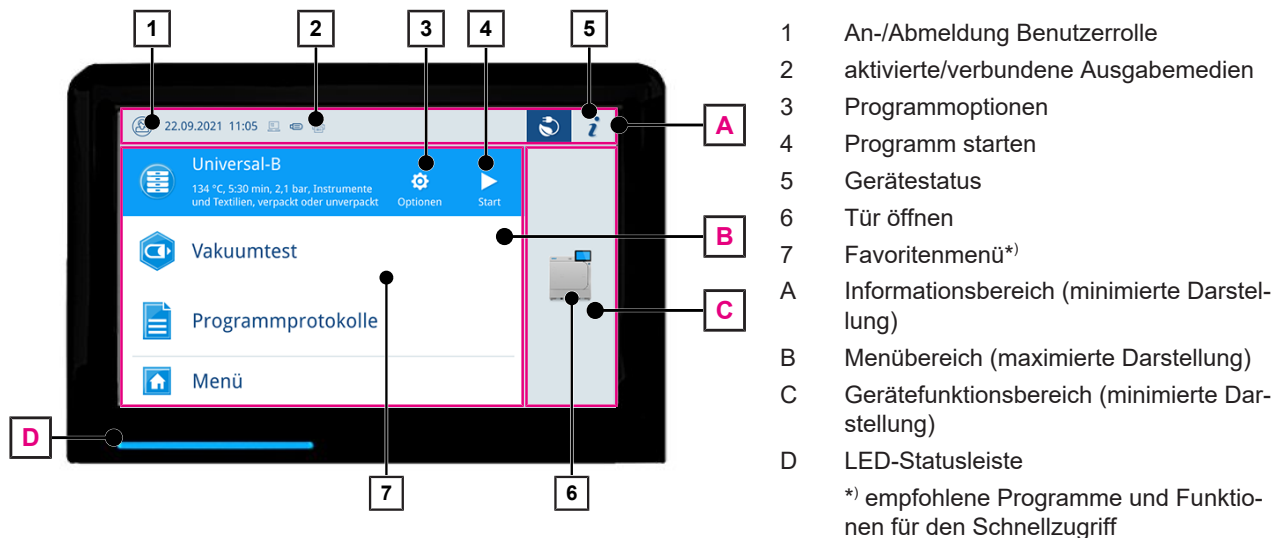 1
2
3
4
5
22.09.2021 11:05
i
A
Universal-B
134 °C, 5:30 min, 2,1 bar, Instrumente
und Textilien, verpackt oder unverpackt
Optionen
Start
B
Vakuumtest
C
Programmprotokolle
Menü
D
7
6
1 An-/Abmeldung Benutzerrolle
2 aktivierte/verbundene Ausgabemedien
3 Programmoptionen
4 Programm starten
5 Gerätestatus
6 Tür öffnen
7 Favoritenmenü*)
A Informationsbereich (minimierte Darstel-
lung)
B Menübereich (maximierte Darstellung)
C Gerätefunktionsbereich (minimierte Dar-
stellung)
D LED-Statusleiste
*) empfohlene Programme und Funktio-
nen für den Schnellzugriff